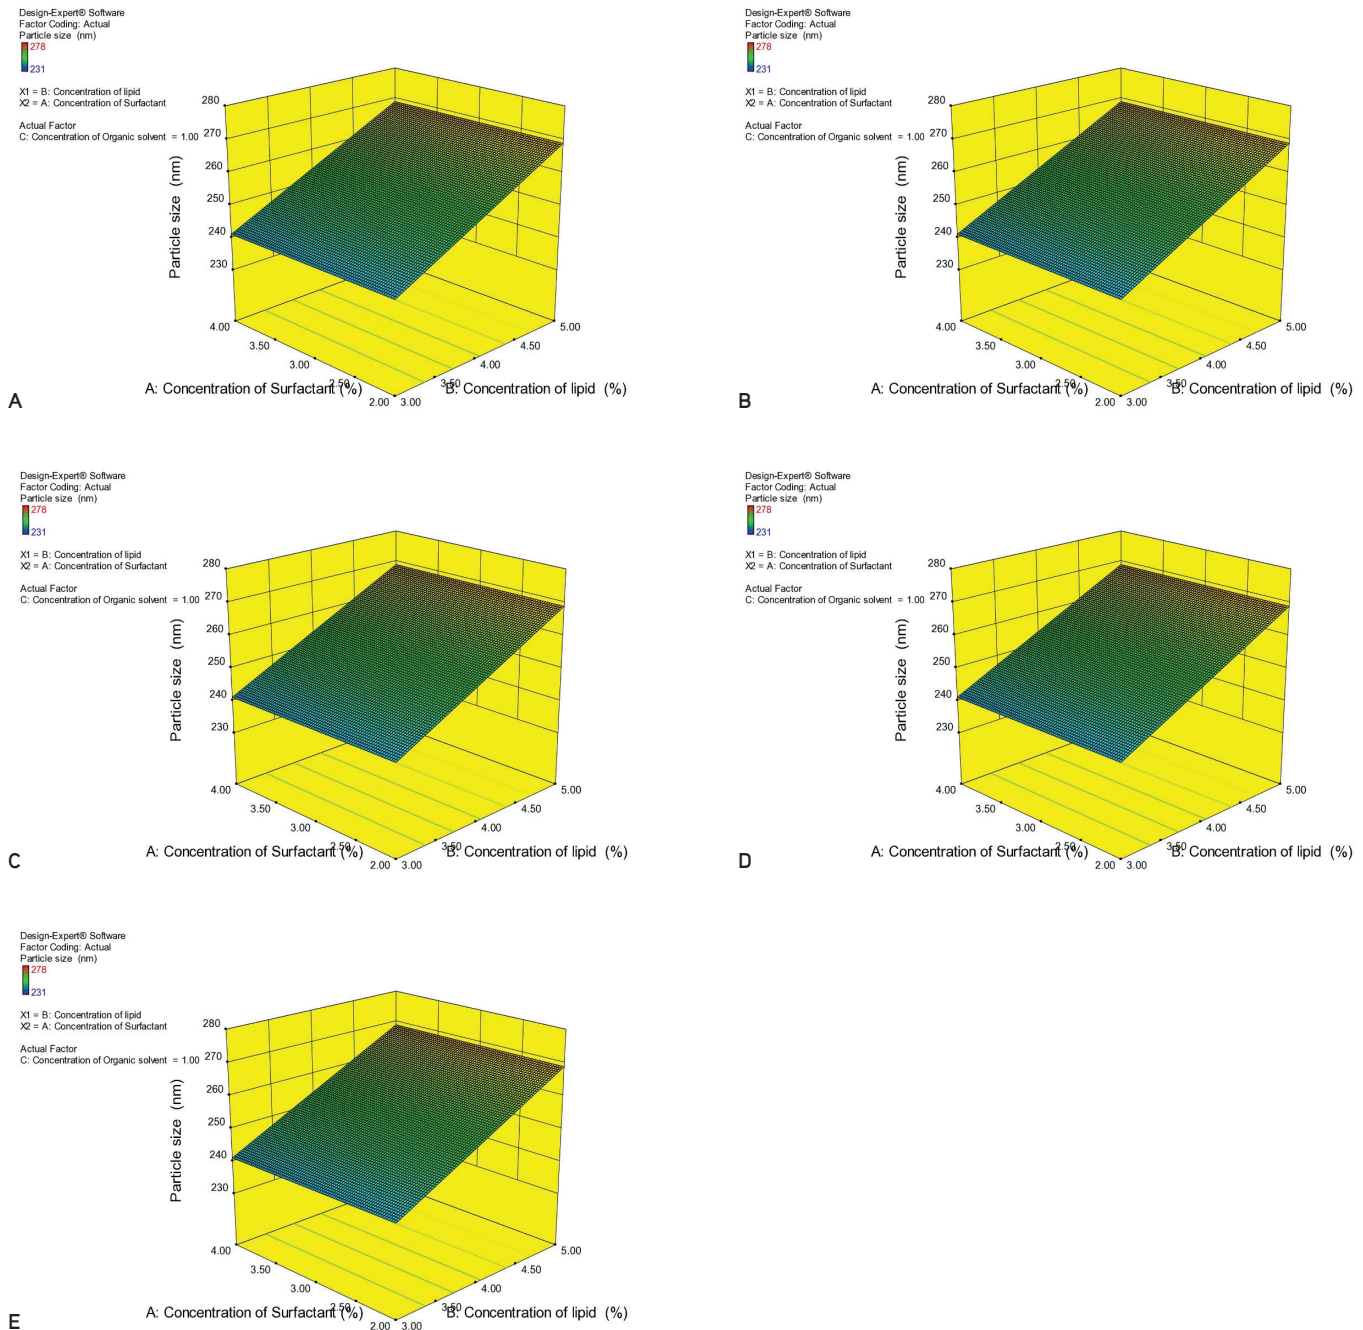 Design-Expert® Software
Factor Coding: Actual
Particle size (nm)
278
231
X1 = B: Concentration of lipid
X2 = A: Concentration of Surfactant
Actual Factor
C: Concentration of Organic solvent = 1.00
280
270
260
250
240
230
Particle size (nm)
4.00
3.50
3.00
2.50
2.00
3.00
3.50
4.00
4.50
5.00
A: Concentration of Surfactant (%)
B: Concentration of lipid (%)
A
Design-Expert® Software
Factor Coding: Actual
Particle size (nm)
278
231
X1 = B: Concentration of lipid
X2 = A: Concentration of Surfactant
Actual Factor
C: Concentration of Organic solvent = 1.00
280
270
260
250
240
230
Particle size (nm)
4.00
3.50
3.00
2.50
2.00
3.00
3.50
4.00
4.50
5.00
A: Concentration of Surfactant (%)
B: Concentration of lipid (%)
B
Design-Expert® Software
Factor Coding: Actual
Particle size (nm)
278
231
X1 = B: Concentration of lipid
X2 = A: Concentration of Surfactant
Actual Factor
C: Concentration of Organic solvent = 1.00
280
270
260
250
240
230
Particle size (nm)
4.00
3.50
3.00
2.50
2.00
3.00
3.50
4.00
4.50
5.00
A: Concentration of Surfactant (%)
B: Concentration of lipid (%)
C
Design-Expert® Software
Factor Coding: Actual
Particle size (nm)
278
231
X1 = B: Concentration of lipid
X2 = A: Concentration of Surfactant
Actual Factor
C: Concentration of Organic solvent = 1.00
280
270
260
250
240
230
Particle size (nm)
4.00
3.50
3.00
2.50
2.00
3.00
3.50
4.00
4.50
5.00
A: Concentration of Surfactant (%)
B: Concentration of lipid (%)
D
Design-Expert® Software
Factor Coding: Actual
Particle size (nm)
278
231
X1 = B: Concentration of lipid
X2 = A: Concentration of Surfactant
Actual Factor
C: Concentration of Organic solvent = 1.00
280
270
260
250
240
230
Particle size (nm)
4.00
3.50
3.00
2.50
2.00
3.00
3.50
4.00
4.50
5.00
A: Concentration of Surfactant (%)
B: Concentration of lipid (%)
E